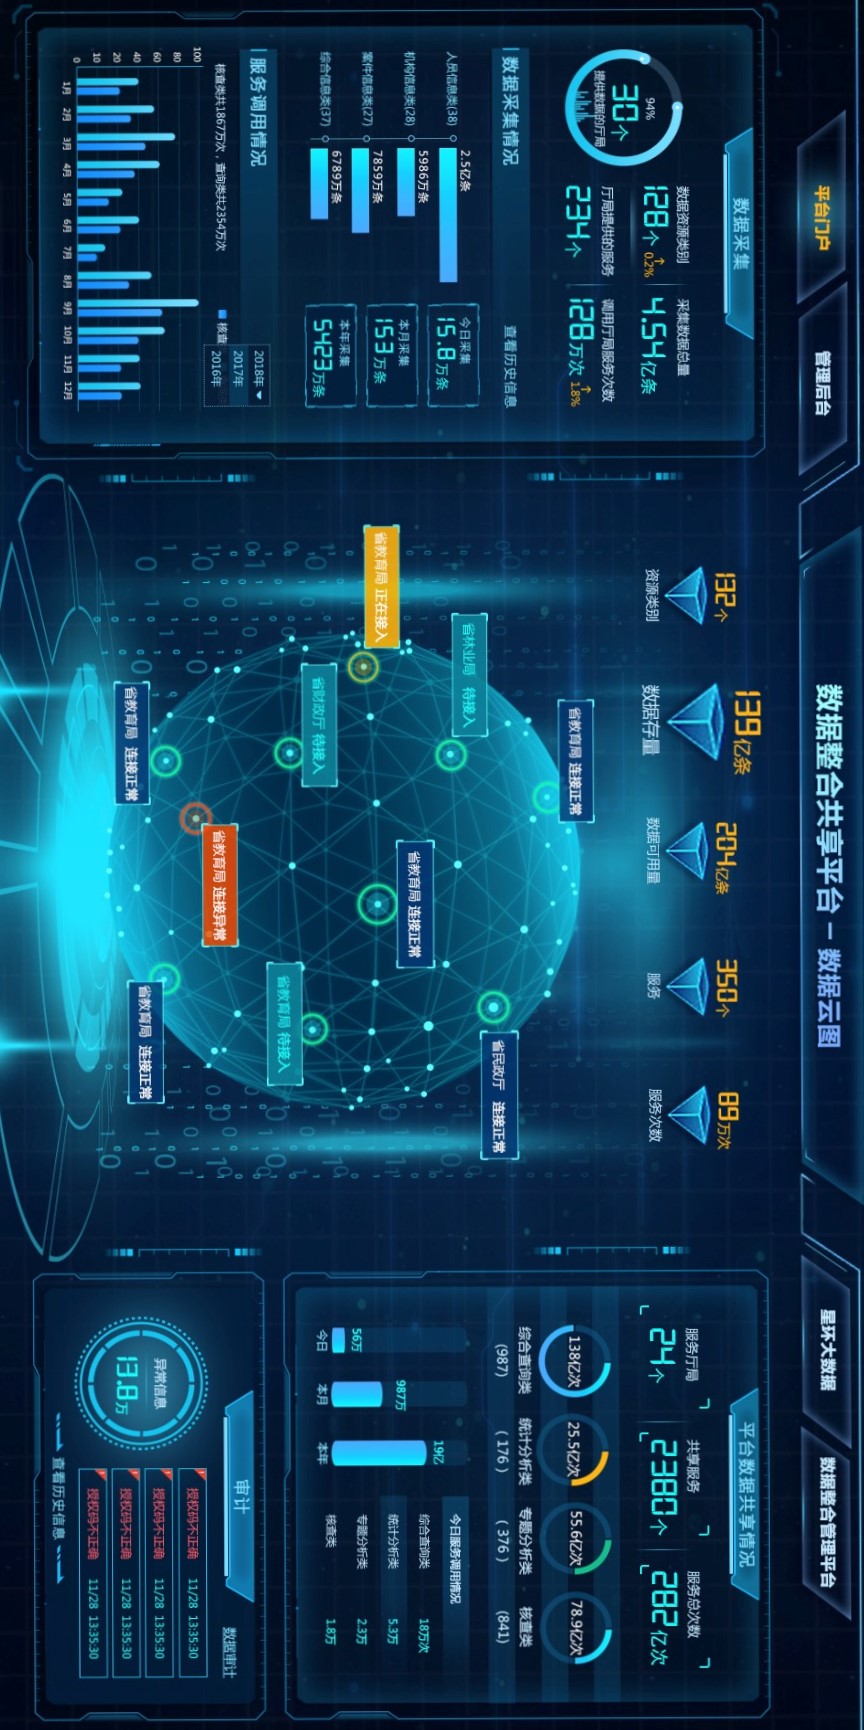 平台门户
管理后台
数据整合共享平台 - 数据云图
星环大数据
数据整合管理平台
数据采集
94%
30个
提供数据的厅局
数据资源类别
128个 ↑0.2%
采集数据总量
4.54亿条
厅局提供的服务
234个
调用厅局服务次数
128万次 ↑1.8%
数据采集情况
查看历史信息
人员信息类(38)
2.5亿条
机构信息类(28)
5986万条
案件信息类(27)
7859万条
综合信息类(37)
6789万条
今日采集
15.8万条
本月采集
153万条
本年采集
5423万条
服务调用情况
2018年
2017年
2016年
核查类共1867万次，查询类共2354万次
核查
100
80
60
40
20
0
1月 2月 3月 4月 5月 6月 7月 8月 9月 10月 11月 12月
132个
资源类别
139亿条
数据存量
204亿条
数据可用量
350个
服务
89万次
服务次数
省教育局 连接正常
省林业局 待接入
省教育局 正在接入
省财政厅 待接入
省教育局 连接正常
省民政厅 连接正常
省教育局 连接异常
省教育局 待接入
省教育局 连接正常
省教育局 连接正常
平台数据共享情况
服务厅局
24个
共享服务
2380个
服务总次数
282亿次
138亿次
综合查询类
(987)
25.5亿次
统计分析类
(176)
55.6亿次
专题分析类
(376)
78.9亿次
核查类
(841)
56万
今日
987万
本月
19亿
本年
今日服务调用情况
综合查询类 18万次
统计分析类 5.3万
专题分析类 2.3万
核查类 1.8万
审计
数据审计
异常信息
13.8万
授权码不正确 11/28 13:35:30
授权码不正确 11/28 13:35:30
授权码不正确 11/28 13:35:30
授权码不正确 11/28 13:35:30
查看历史信息